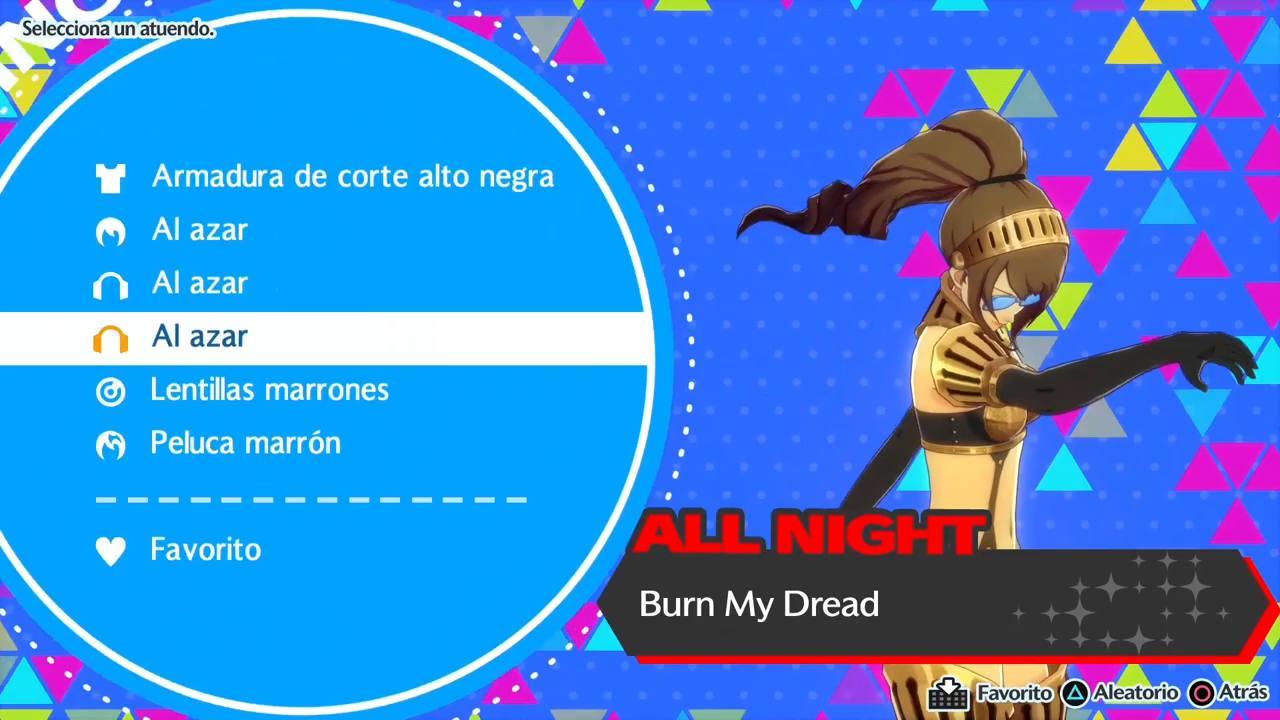 Selecciona un atuendo.
Armadura de corte alto negra
Al azar
Al azar
Al azar
Lentillas marrones
Peluca marrón
Favorito
ALL NIGHT
Burn My Dread
Favorito Aleatorio Atrás